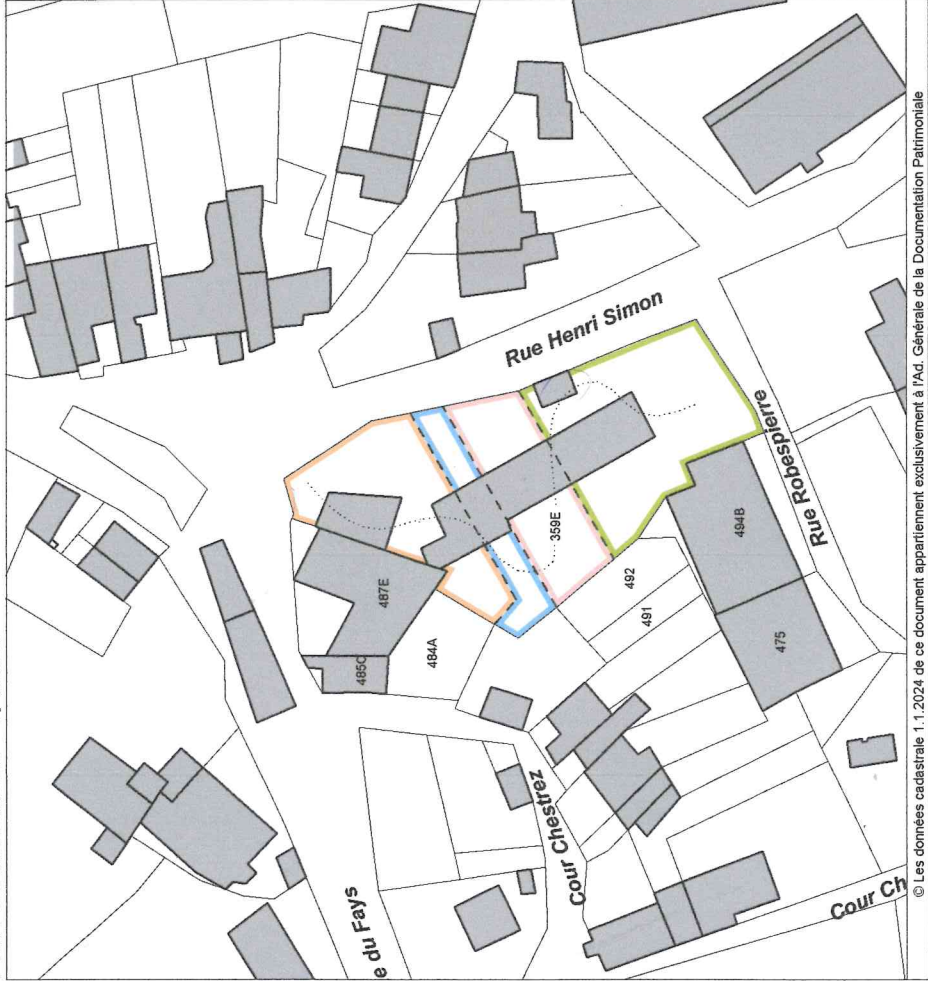 Rue Henri Simon
359E
487E
485C
484A
492
491
494B
475
Rue Robespierre
Cour Chestrez
e du Fays
Cour Ch
© Les données cadastrale 1.1.2024 de ce document appartiennent exclusivement à l'Ad. Générale de la Documentation Patrimoniale